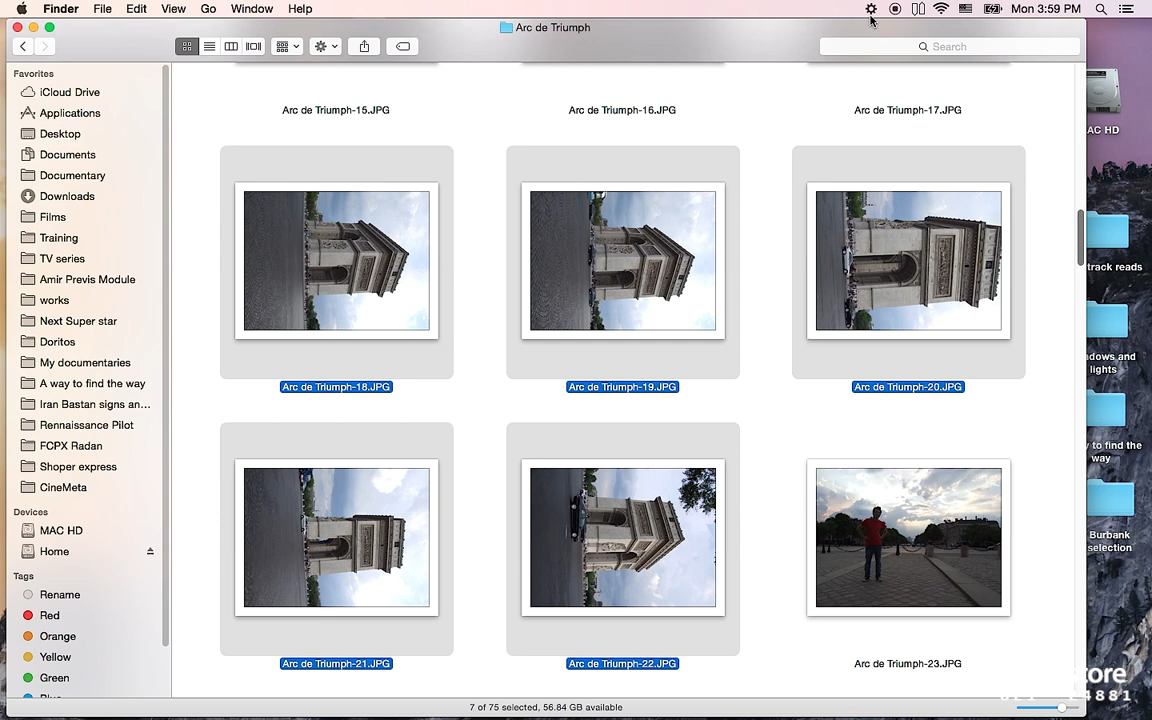 Finder File Edit View Go Window Help Mon 3:59 PM
Arc de Triumph
Search
Favorites
iCloud Drive
Applications
Desktop
Documents
Documentary
Downloads
Films
Training
TV series
Amir Previs Module
works
Next Super star
Doritos
My documentaries
A way to find the way
Iran Bastan signs an...
Rennaissance Pilot
FCPX Radan
Shoper express
CineMeta
Devices
MAC HD
Home
Tags
Rename
Red
Orange
Yellow
Green
Arc de Triumph-15.JPG
Arc de Triumph-16.JPG
Arc de Triumph-17.JPG
Arc de Triumph-18.JPG
Arc de Triumph-19.JPG
Arc de Triumph-20.JPG
Arc de Triumph-21.JPG
Arc de Triumph-22.JPG
Arc de Triumph-23.JPG
7 of 75 selected, 56.84 GB available
AC HD
track reads
dows and
lights
y to find the
way
Burbank
selection
tore
4881